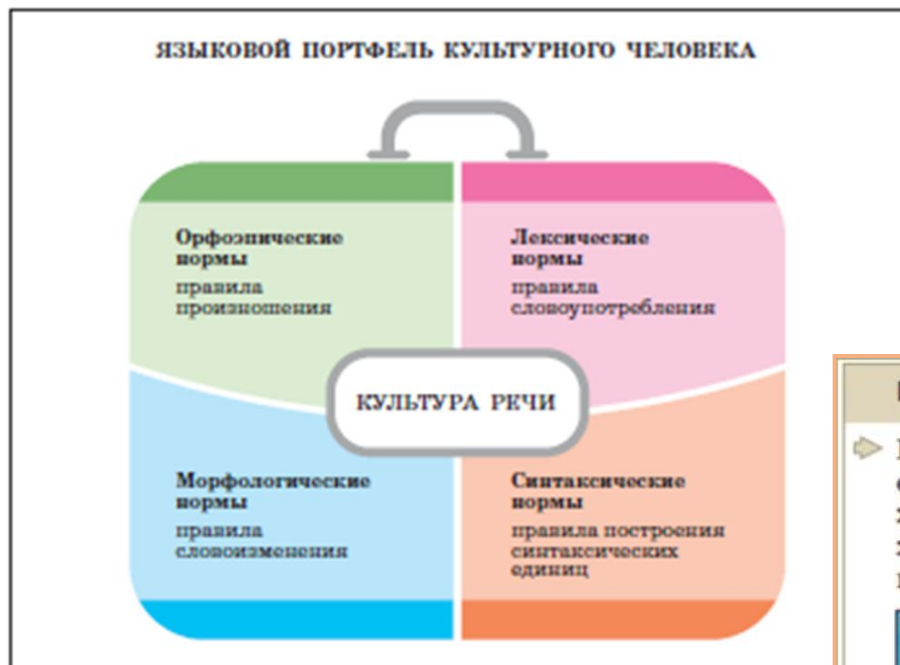 ЯЗЫКОВОЙ ПОРТФЕЛЬ КУЛЬТУРНОГО ЧЕЛОВЕКА
Орфоэпические
нормы
правила
произношения
Лексические
нормы
правила
словоупотребления
КУЛЬТУРА РЕЧИ
Морфологические
нормы
правила
словоизменения
Синтаксические
нормы
правила построения
синтаксических
единиц